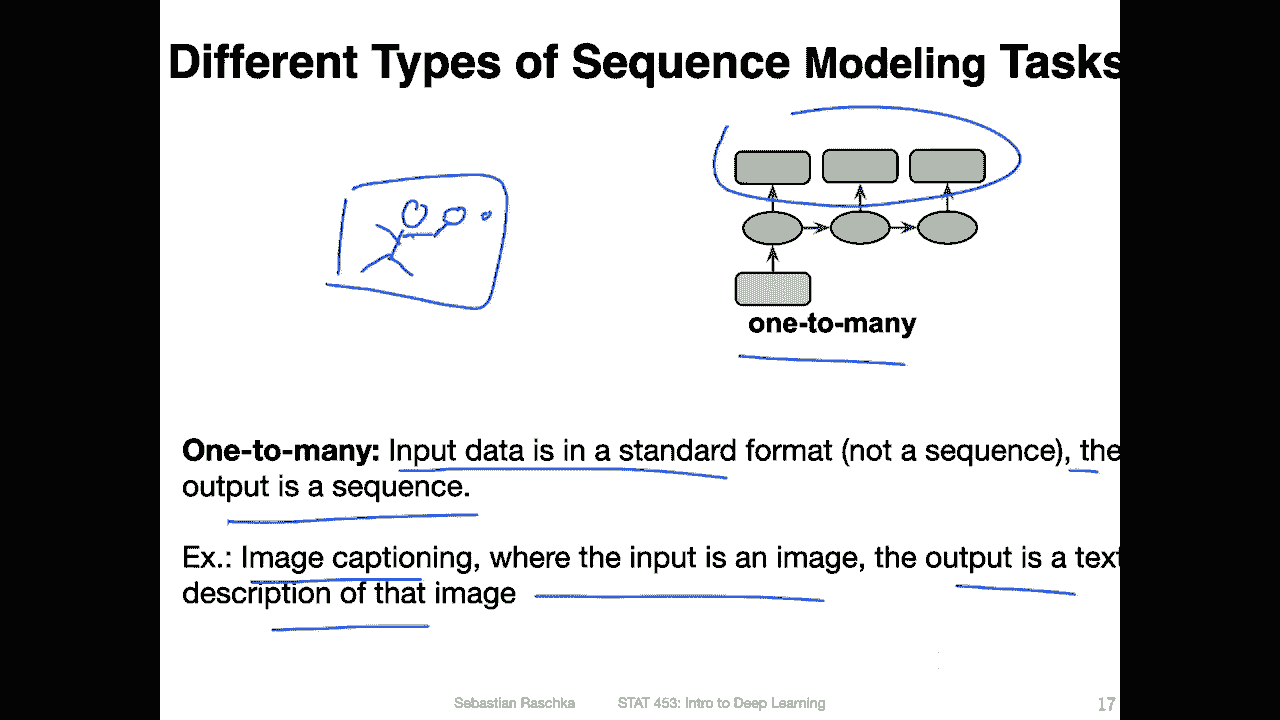 Different Types of Sequence Modeling Tasks
one-to-many
One-to-many: Input data is in a standard format (not a sequence), the
output is a sequence.
Ex.: Image captioning, where the input is an image, the output is a text
description of that image
Sebastian Raschka STAT 453: Intro to Deep Learning 17